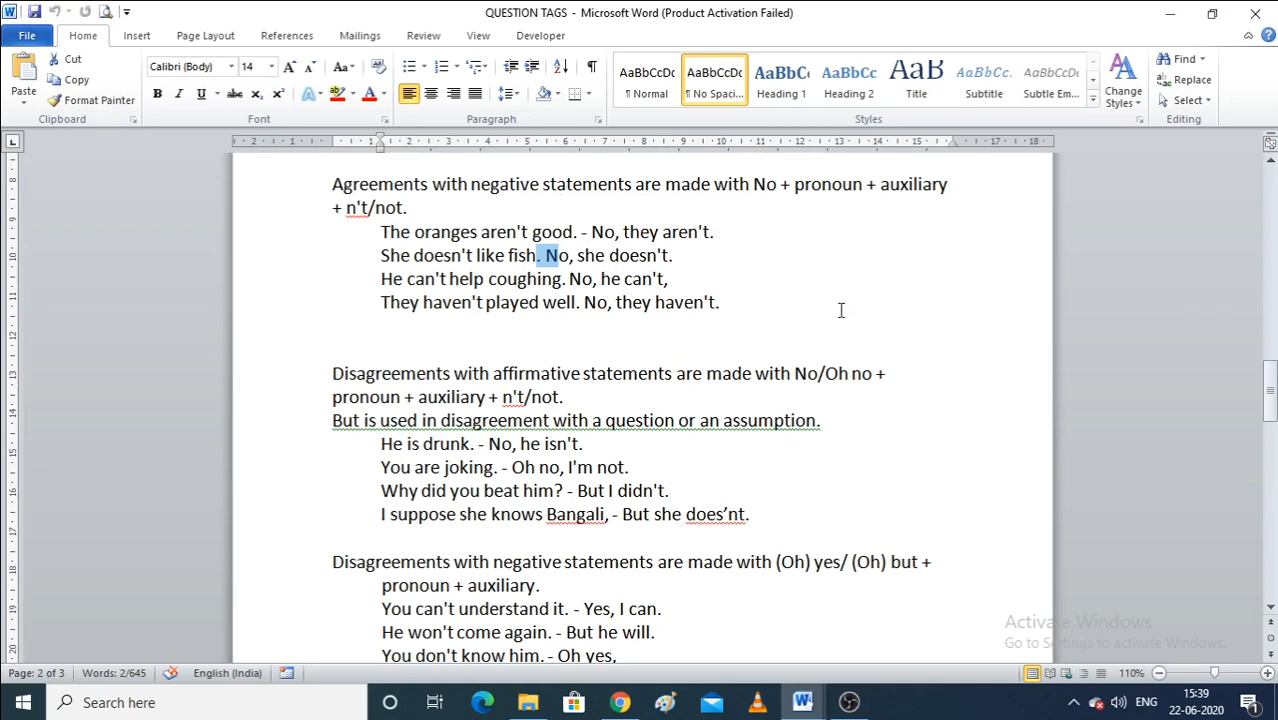 QUESTION TAGS - Microsoft Word (Product Activation Failed)
File Home Insert Page Layout References Mailings Review View Developer
Paste
Cut
Copy
Format Painter
Clipboard
Calibri (Body) 14
Font
Paragraph
AaBbCcDc AaBbCcDc AaBbCc AaBbCc AaB AaBbCc. AaBbCcDc
¶ Normal ¶ No Spaci... Heading 1 Heading 2 Title Subtitle Subtle Em...
Change Styles
Styles
Find
Replace
Select
Editing
Agreements with negative statements are made with No + pronoun + auxiliary
+ n't/not.
The oranges aren't good. - No, they aren't.
She doesn't like fish. No, she doesn't.
He can't help coughing. No, he can't,
They haven't played well. No, they haven't.
Disagreements with affirmative statements are made with No/Oh no +
pronoun + auxiliary + n't/not.
But is used in disagreement with a question or an assumption.
He is drunk. - No, he isn't.
You are joking. - Oh no, I'm not.
Why did you beat him? - But I didn't.
I suppose she knows Bangali, - But she does’nt.
Disagreements with negative statements are made with (Oh) yes/ (Oh) but +
pronoun + auxiliary.
You can't understand it. - Yes, I can.
He won't come again. - But he will.
You don't know him. - Oh yes,
Activate Windows
Go to Settings to activate Windows.
Page: 2 of 3 Words: 2/645 English (India) 110%
Search here
ENG
15:39
22-06-2020
1